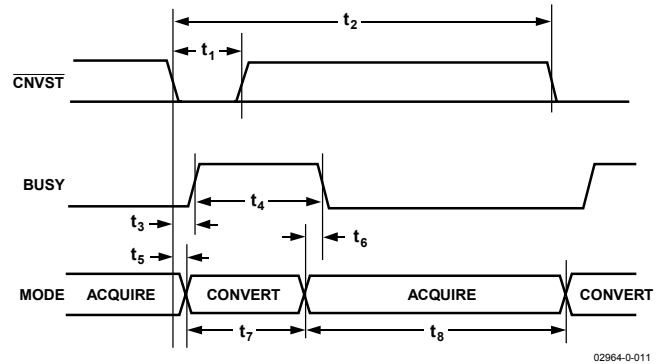 t2
t1
CNVST
BUSY
t3
t4
t5
t6
MODE ACQUIRE CONVERT ACQUIRE CONVERT
t7 t8
02964-0-011